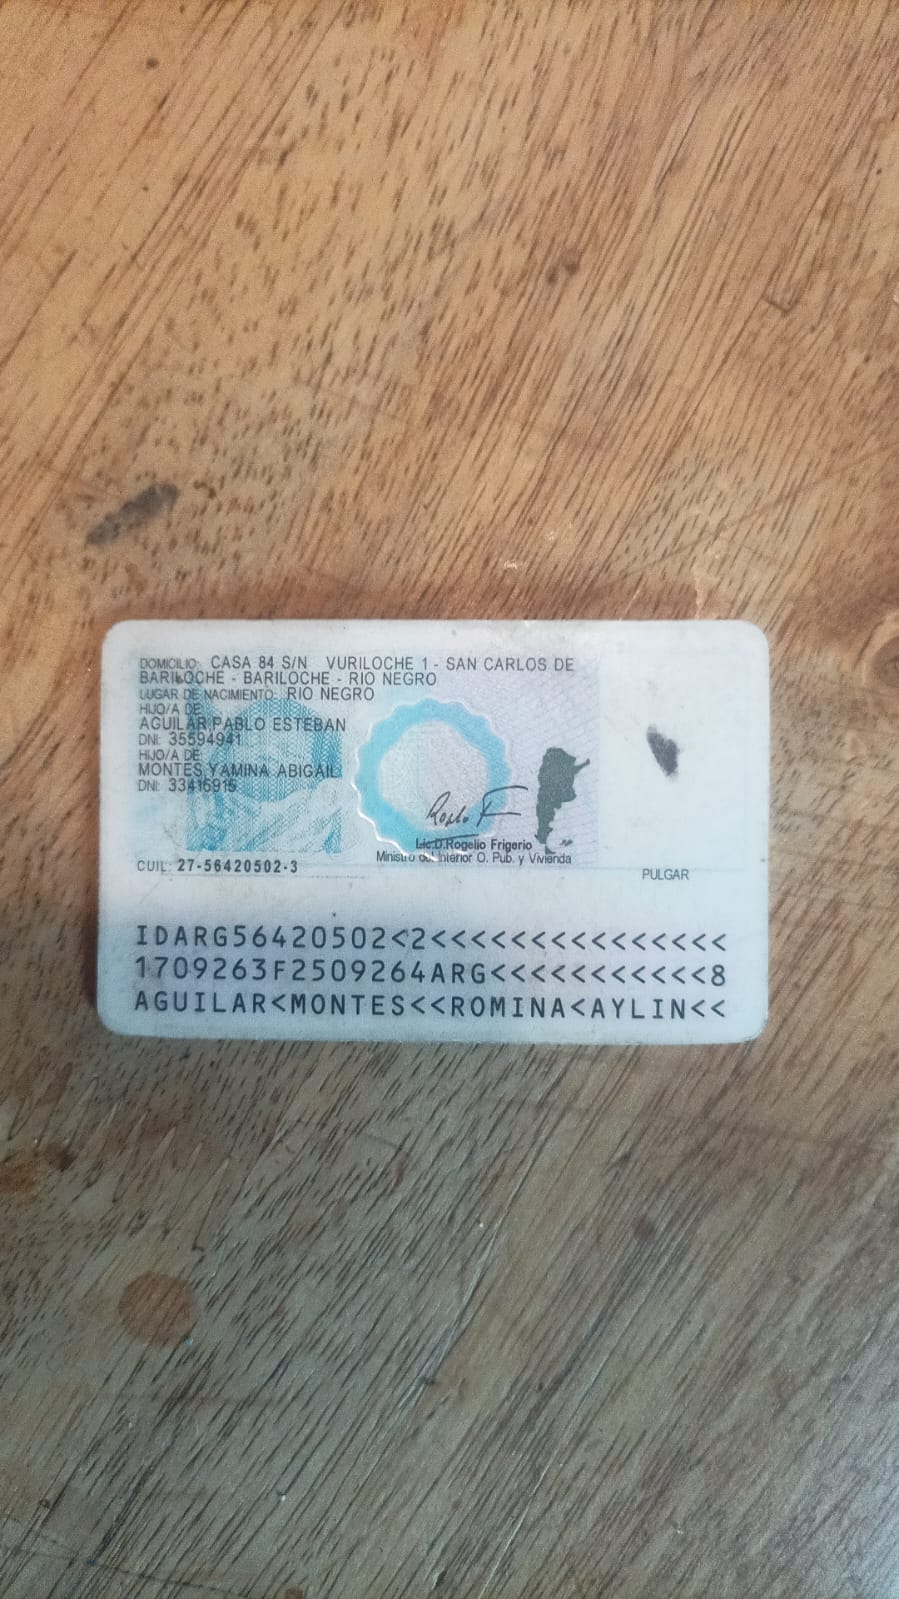 DOMICILIO: CASA 84 S/N VURILOCHE 1 - SAN CARLOS DE
BARILOCHE - BARILOCHE - RIO NEGRO
LUGAR DE NACIMIENTO: RIO NEGRO
HIJO/A DE
AGUILAR PABLO ESTEBAN
DNI: 35594941
HIJO/A DE
MONTES YAMINA ABIGAIL
DNI: 33415915
Lic.D.Rogelio Frigerio
Ministro del Interior O. Pub. y Vivienda
CUIL: 27-56420502-3
PULGAR
IDARG56420502<2<<<<<<<<<<<<<<<
1709263F2509264ARG<<<<<<<<<<<8
AGUILAR<MONTES<<ROMINA<AYLIN<<